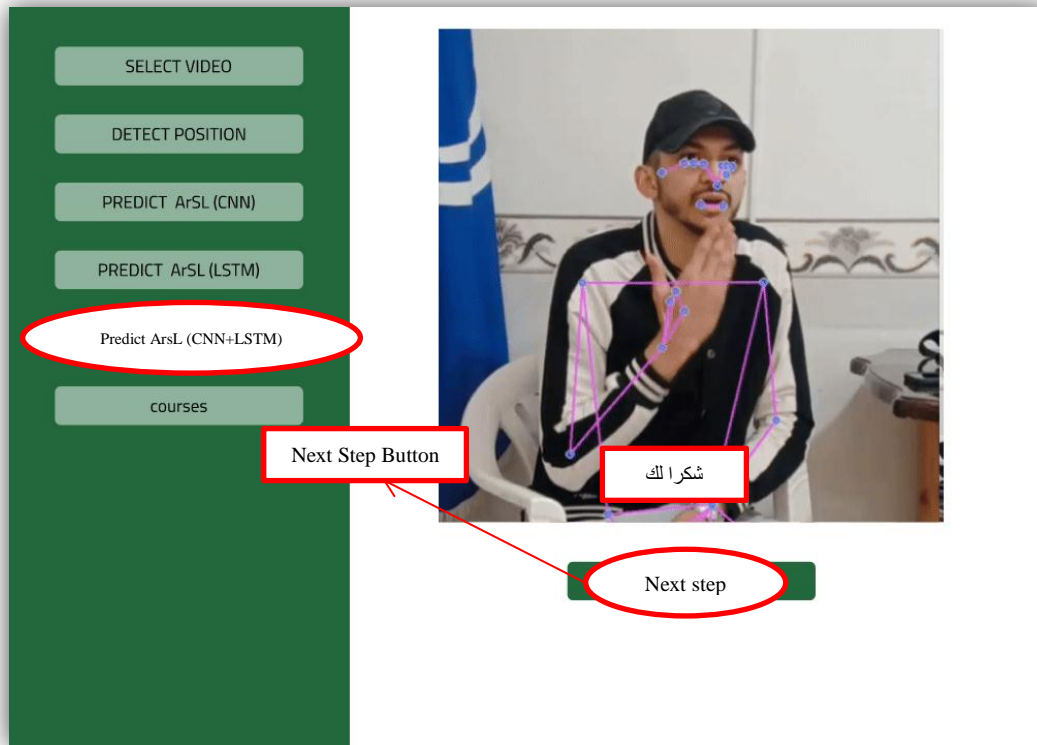 SELECT VIDEO
DETECT POSITION
PREDICT ArSL (CNN)
PREDICT ArSL (LSTM)
Predict ArsL (CNN+LSTM)
courses
Next Step Button
شكرا لك
Next step